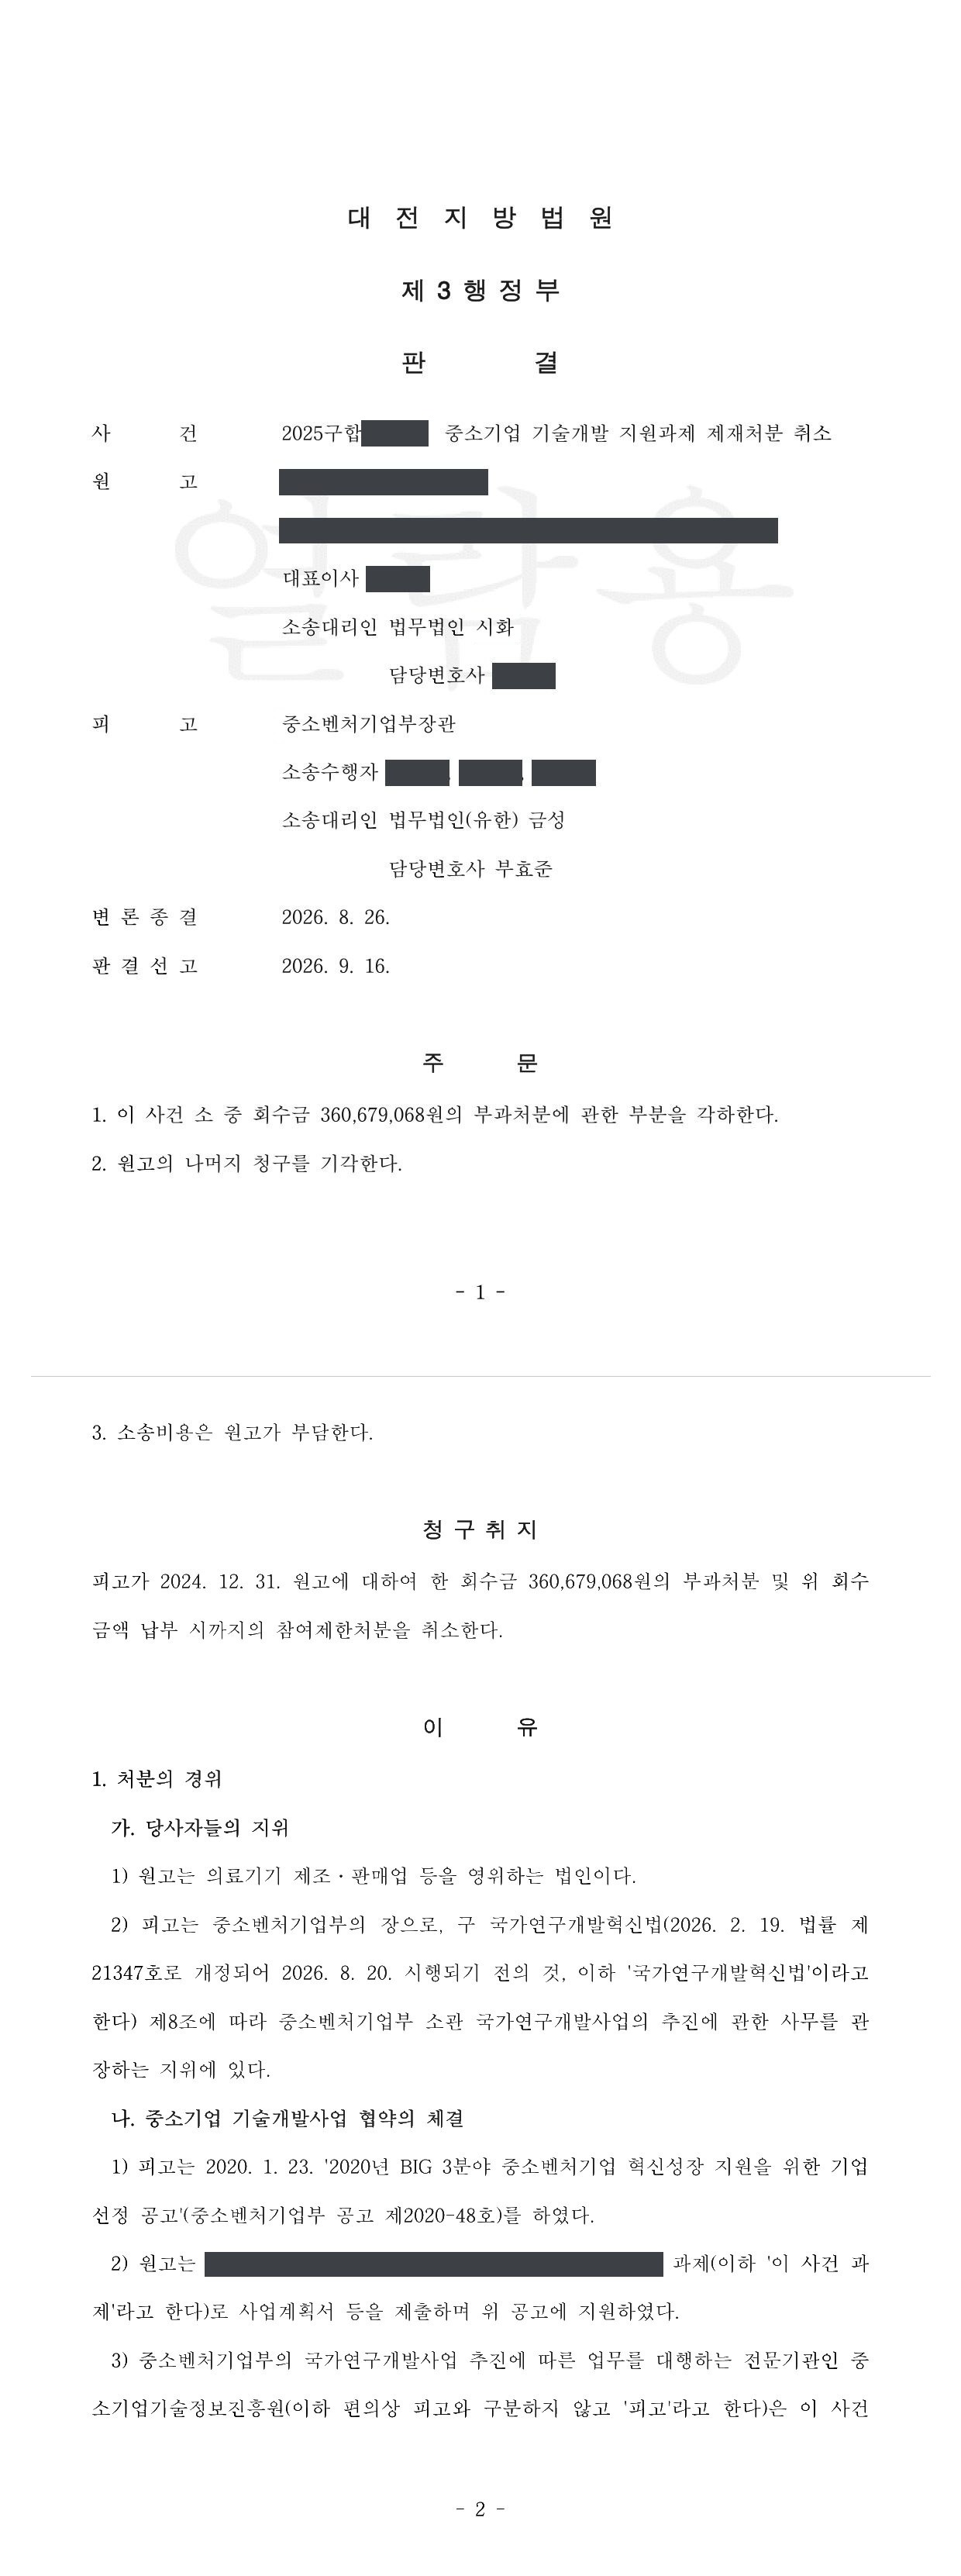 대 전 지 방 법 원
제 3 행 정 부
판 결
사 건 2025구합 중소기업 기술개발 지원과제 제재처분 취소
원 고
대표이사
소송대리인 법무법인 시화
담당변호사
피 고 중소벤처기업부장관
소송수행자 , ,
소송대리인 법무법인(유한) 금성
담당변호사 부효준
변 론 종 결 2026. 8. 26.
판 결 선 고 2026. 9. 16.
주 문
1. 이 사건 소 중 회수금 360,679,068원의 부과처분에 관한 부분을 각하한다.
2. 원고의 나머지 청구를 기각한다.
- 1 -
3. 소송비용은 원고가 부담한다.
청 구 취 지
피고가 2024. 12. 31. 원고에 대하여 한 회수금 360,679,068원의 부과처분 및 위 회수
금액 납부 시까지의 참여제한처분을 취소한다.
이 유
1. 처분의 경위
가. 당사자들의 지위
1) 원고는 의료기기 제조·판매업 등을 영위하는 법인이다.
2) 피고는 중소벤처기업부의 장으로, 구 국가연구개발혁신법(2026. 2. 19. 법률 제
21347호로 개정되어 2026. 8. 20. 시행되기 전의 것, 이하 '국가연구개발혁신법'이라고
한다) 제8조에 따라 중소벤처기업부 소관 국가연구개발사업의 추진에 관한 사무를 관
장하는 지위에 있다.
나. 중소기업 기술개발사업 협약의 체결
1) 피고는 2020. 1. 23. '2020년 BIG 3분야 중소벤처기업 혁신성장 지원을 위한 기업
선정 공고'(중소벤처기업부 공고 제2020-48호)를 하였다.
2) 원고는 과제(이하 '이 사건 과
제'라고 한다)로 사업계획서 등을 제출하며 위 공고에 지원하였다.
3) 중소벤처기업부의 국가연구개발사업 추진에 따른 업무를 대행하는 전문기관인 중
소기업기술정보진흥원(이하 편의상 피고와 구분하지 않고 '피고'라고 한다)은 이 사건
- 2 -